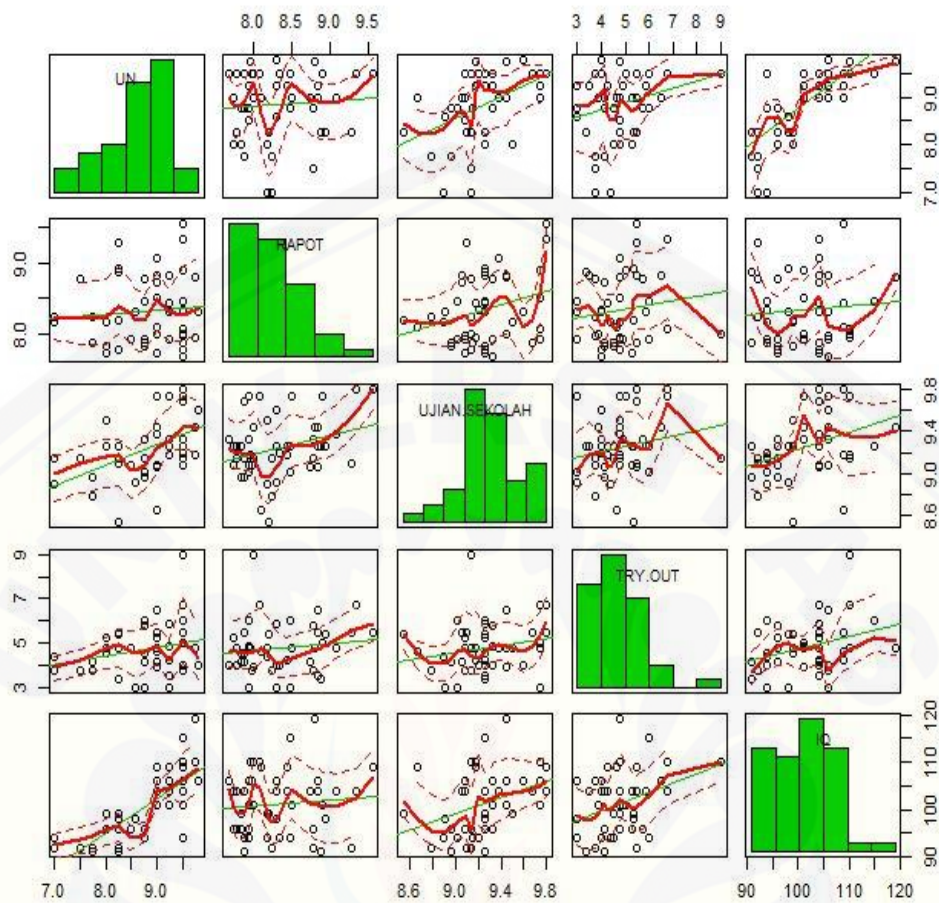 8.0 8.5 9.0 9.5 3 4 5 6 7 8 9
UN
7.0 8.0 9.0
8.0 9.0
RAPOT
UJIAN.SEKOLAH
8.6 9.0 9.4 9.8
3 5 7 9
TRY.OUT
IQ
90 100 110 120
7.0 8.0 9.0 8.6 9.0 9.4 9.8 90 100 110 120